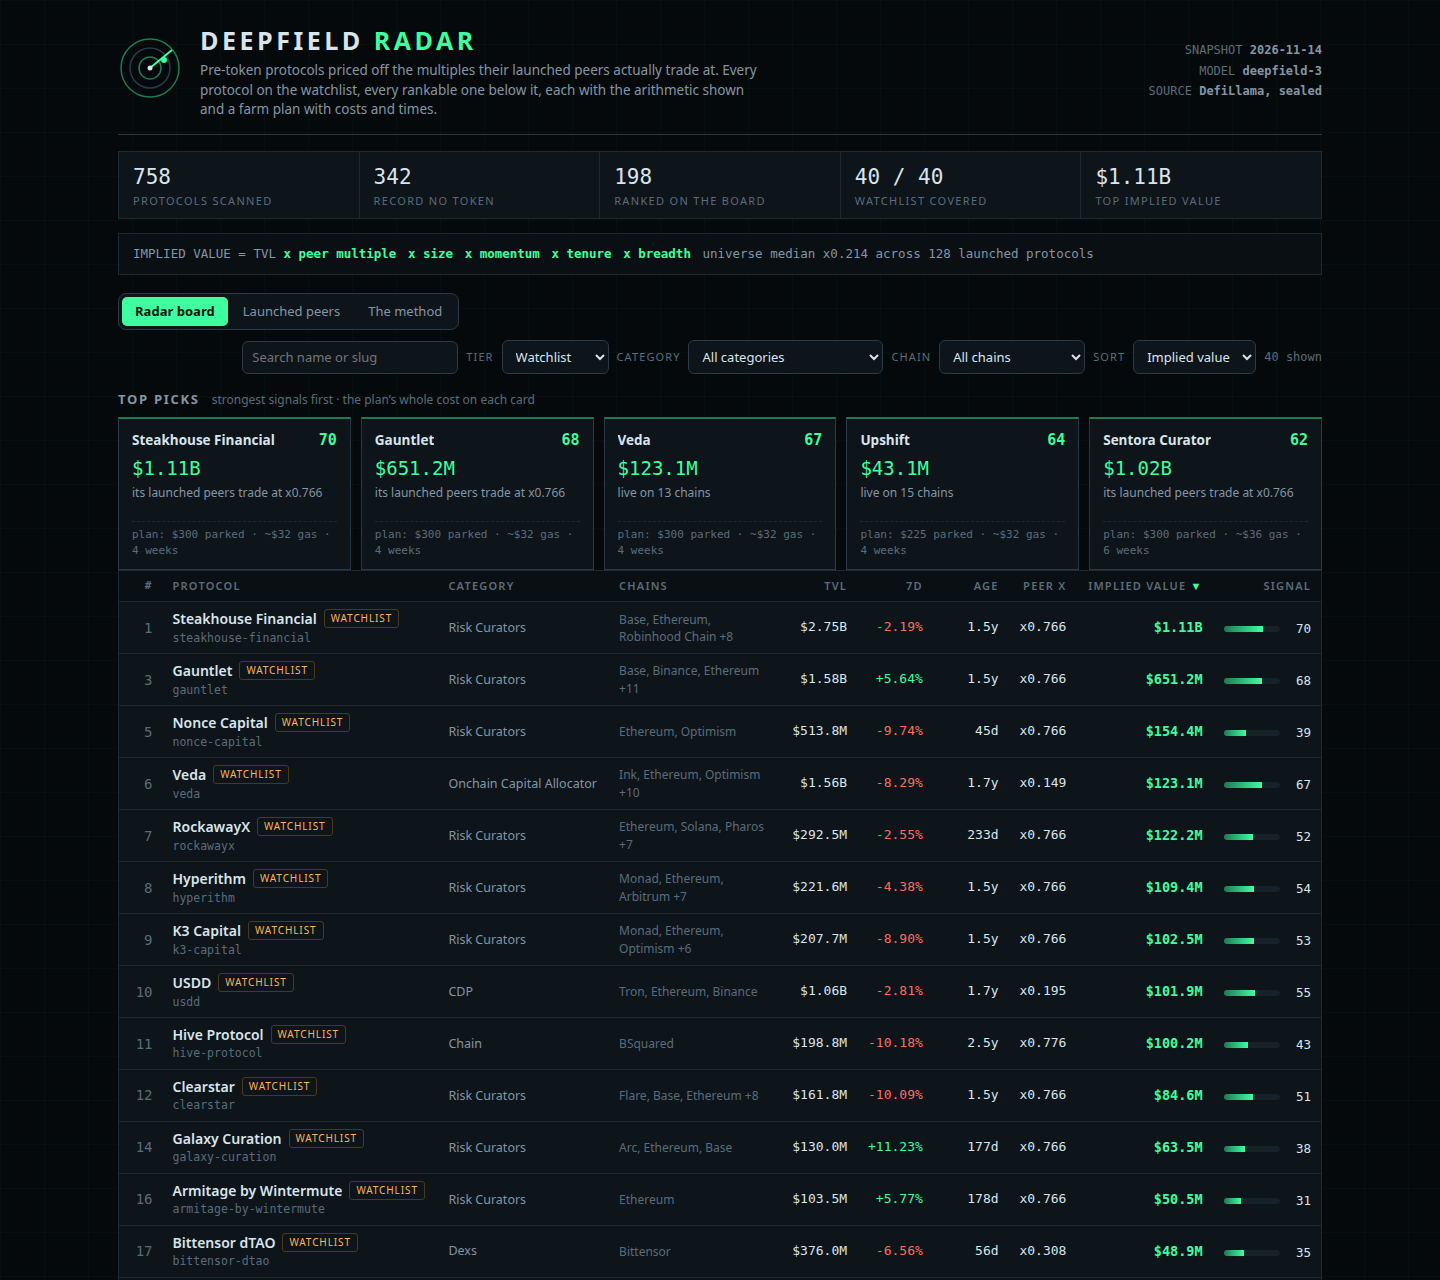 DEEPFIELD RADAR
Pre-token protocols priced off the multiples their launched peers actually trade at. Every
protocol on the watchlist, every rankable one below it, each with the arithmetic shown
and a farm plan with costs and times.
SNAPSHOT 2026-11-14
MODEL deepfield-3
SOURCE DefiLlama, sealed
758 342 198 40 / 40 $1.11B
PROTOCOLS SCANNED RECORD NO TOKEN RANKED ON THE BOARD WATCHLIST COVERED TOP IMPLIED VALUE
IMPLIED VALUE = TVL x peer multiple x size x momentum x tenure x breadth universe median x0.214 across 128 launched protocols
Radar board Launched peers The method
Search name or slug TIER Watchlist CATEGORY All categories CHAIN All chains SORT Implied value 40 shown
TOP PICKS strongest signals first · the plan's whole cost on each card
Steakhouse Financial 70
$1.11B
its launched peers trade at x0.766
plan: $300 parked · ~$32 gas ·
4 weeks
Gauntlet 68
$651.2M
its launched peers trade at x0.766
plan: $300 parked · ~$32 gas ·
4 weeks
Veda 67
$123.1M
live on 13 chains
plan: $300 parked · ~$32 gas ·
4 weeks
Upshift 64
$43.1M
live on 15 chains
plan: $225 parked · ~$32 gas ·
4 weeks
Sentora Curator 62
$1.02B
its launched peers trade at x0.766
plan: $300 parked · ~$36 gas ·
6 weeks
# PROTOCOL CATEGORY CHAINS TVL 7D AGE PEER X IMPLIED VALUE ▼ SIGNAL
1 Steakhouse Financial WATCHLIST Risk Curators Base, Ethereum, $2.75B -2.19% 1.5y x0.766 $1.11B 70
steakhouse-financial Robinhood Chain +8
3 Gauntlet WATCHLIST Risk Curators Base, Binance, Ethereum $1.58B +5.64% 1.5y x0.766 $651.2M 68
gauntlet +11
5 Nonce Capital WATCHLIST Risk Curators Ethereum, Optimism $513.8M -9.74% 45d x0.766 $154.4M 39
nonce-capital
6 Veda WATCHLIST Onchain Capital Allocator Ink, Ethereum, Optimism $1.56B -8.29% 1.7y x0.149 $123.1M 67
veda +10
7 RockawayX WATCHLIST Risk Curators Ethereum, Solana, Pharos $292.5M -2.55% 233d x0.766 $122.2M 52
rockawayx +7
8 Hyperithm WATCHLIST Risk Curators Monad, Ethereum, $221.6M -4.38% 1.5y x0.766 $109.4M 54
hyperithm Arbitrum +7
9 K3 Capital WATCHLIST Risk Curators Monad, Ethereum, $207.7M -8.90% 1.5y x0.766 $102.5M 53
k3-capital Optimism +6
10 USDD WATCHLIST CDP Tron, Ethereum, Binance $1.06B -2.81% 1.7y x0.195 $101.9M 55
usdd
11 Hive Protocol WATCHLIST Chain BSquared $198.8M -10.18% 2.5y x0.776 $100.2M 43
hive-protocol
12 Clearstar WATCHLIST Risk Curators Flare, Base, Ethereum +8 $161.8M -10.09% 1.5y x0.766 $84.6M 51
clearstar
14 Galaxy Curation WATCHLIST Risk Curators Arc, Ethereum, Base $130.0M +11.23% 177d x0.766 $63.5M 38
galaxy-curation
16 Armitage by Wintermute WATCHLIST Risk Curators Ethereum $103.5M +5.77% 178d x0.766 $50.5M 31
armitage-by-wintermute
17 Bittensor dTAO WATCHLIST Dexs Bittensor $376.0M -6.56% 56d x0.308 $48.9M 35
bittensor-dtao